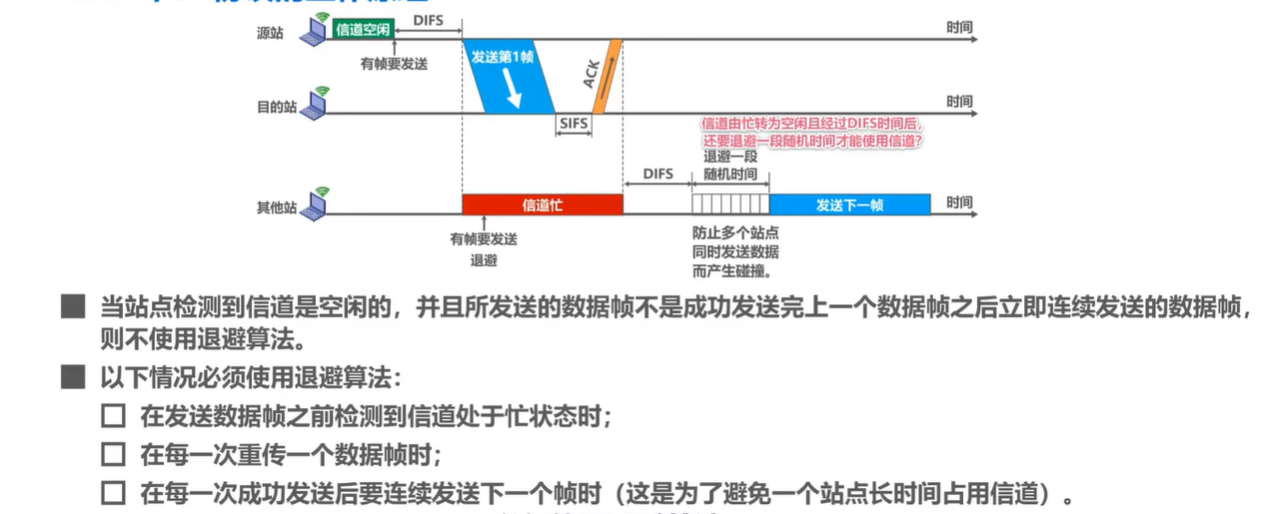 源站
信道空闲
DIFS
时间
有帧要发送
发送第1帧
ACK
目的站
时间
SIFS
信道由忙转为空闲且经过DIFS时间后，
还要退避一段随机时间才能使用信道？
退避一段
随机时间
DIFS
其他站
信道忙
发送下一帧
时间
有帧要发送
退避
防止多个站点
同时发送数据
而产生碰撞。
当站点检测到信道是空闲的，并且所发送的数据帧不是成功发送完上一个数据帧之后立即连续发送的数据帧，
则不使用退避算法。
以下情况必须使用退避算法：
在发送数据帧之前检测到信道处于忙状态时；
在每一次重传一个数据帧时；
在每一次成功发送后要连续发送下一个帧时（这是为了避免一个站点长时间占用信道）。